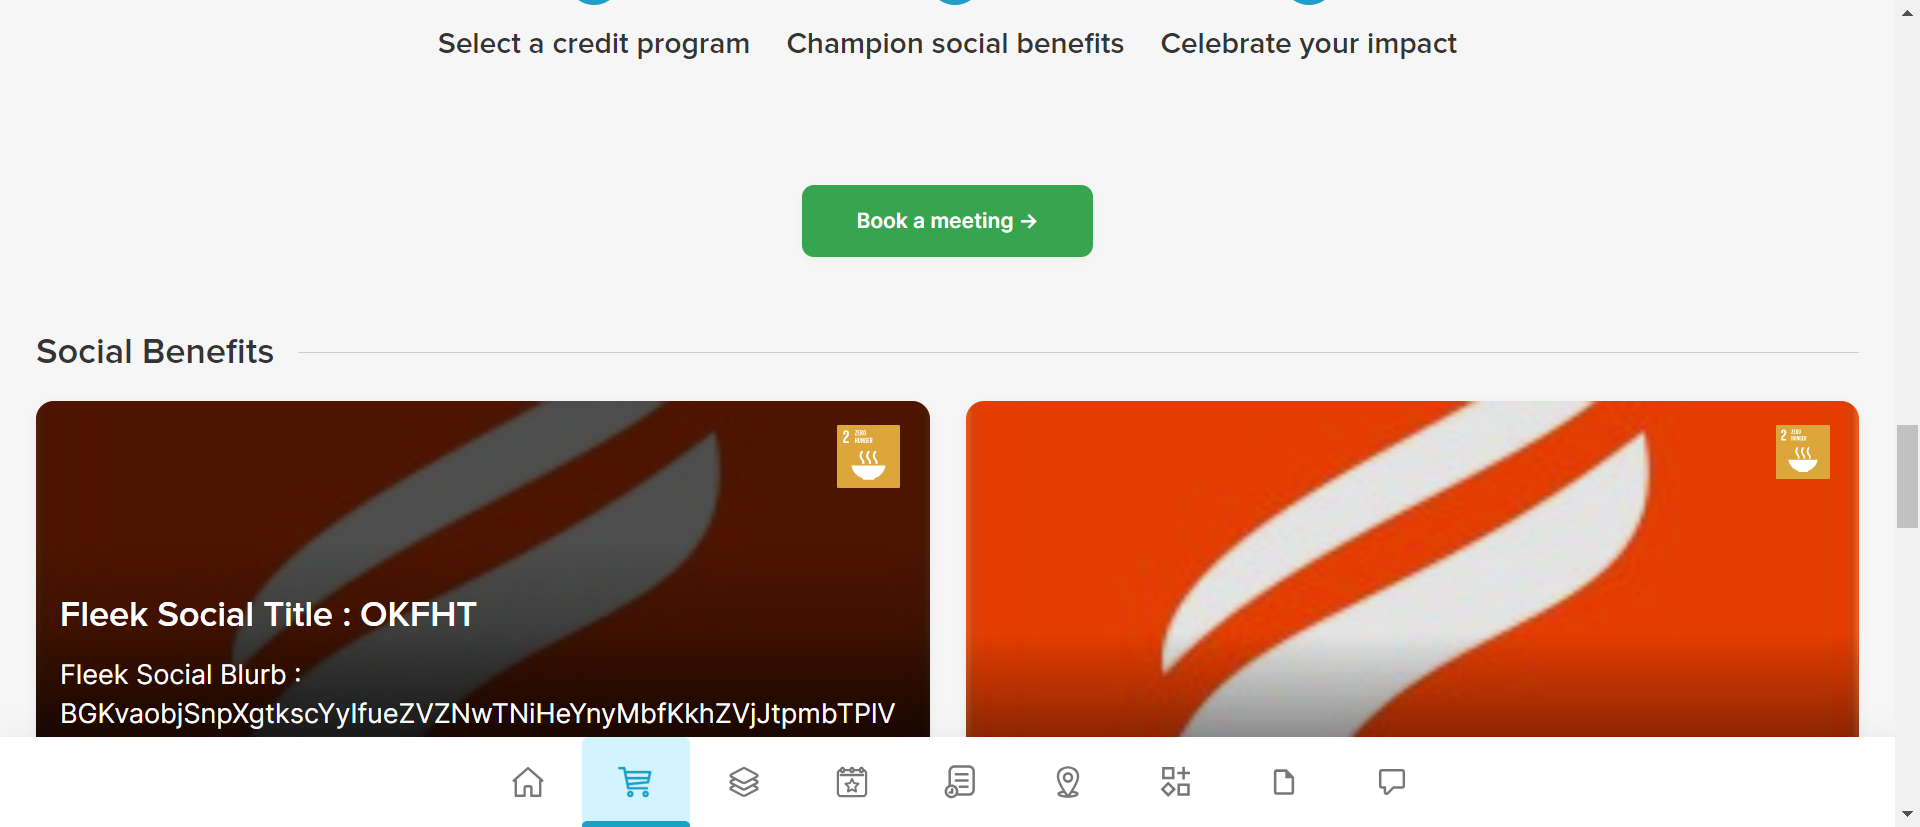 Select a credit program
Champion social benefits
Celebrate your impact
Book a meeting →
Social Benefits
2 ZERO
HUNGER
2 ZERO
HUNGER
Fleek Social Title : OKFHT
Fleek Social Blurb :
BGKvaobjSnpXgtkscYyIfueZVZNwTNiHeYnyMbfKkhZVjJtpmbTPIV